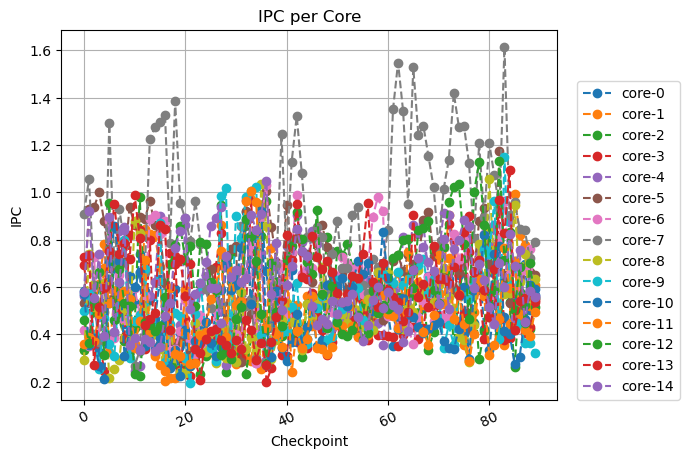 IPC per Core
IPC
1.6
1.4
1.2
1.0
0.8
0.6
0.4
0.2
0
20
40
60
80
Checkpoint
core-0
core-1
core-2
core-3
core-4
core-5
core-6
core-7
core-8
core-9
core-10
core-11
core-12
core-13
core-14